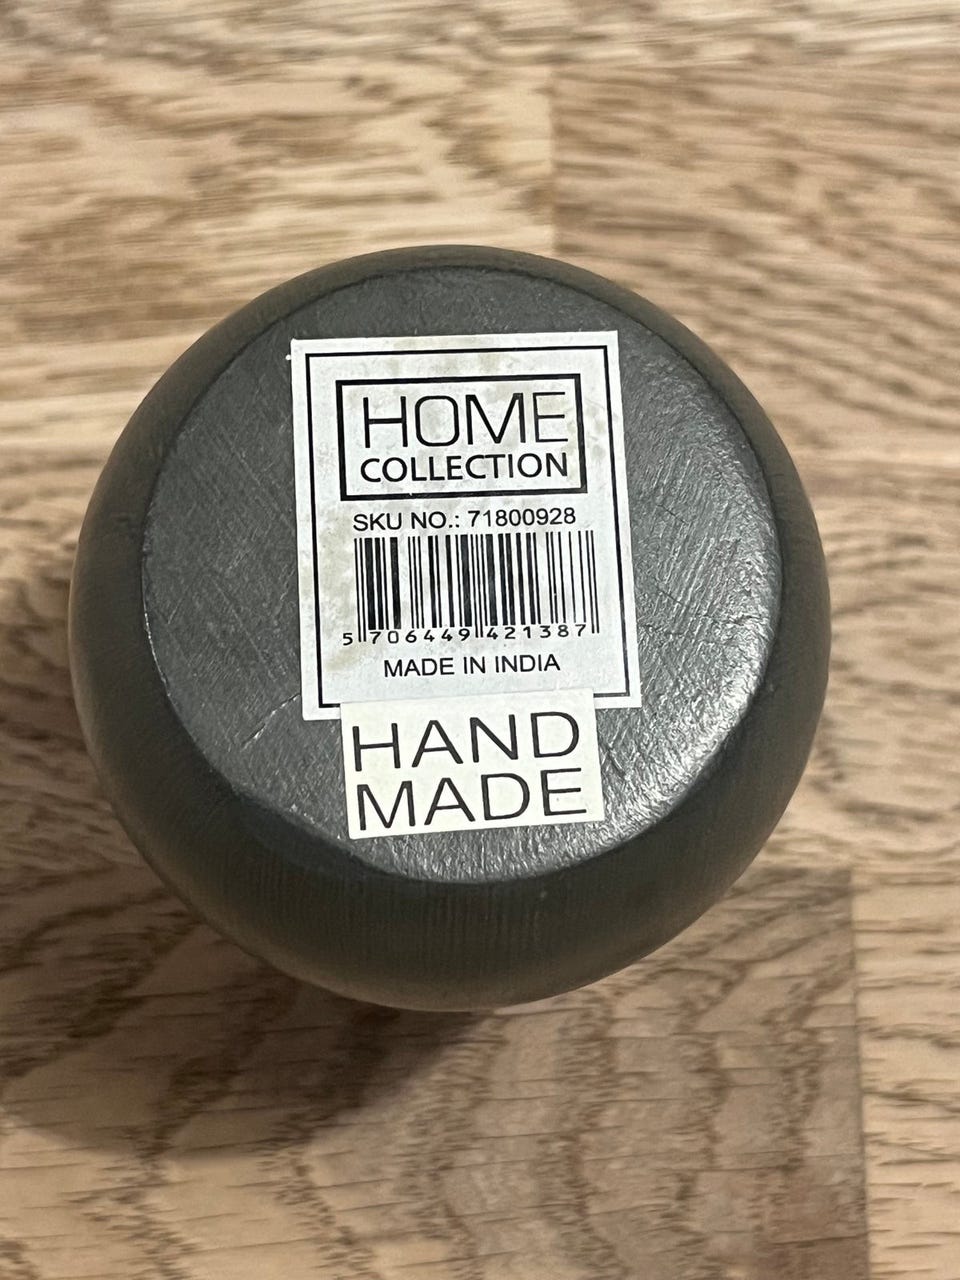 HOME
COLLECTION
SKU NO.: 71800928
5 706449 421387
MADE IN INDIA
HAND
MADE